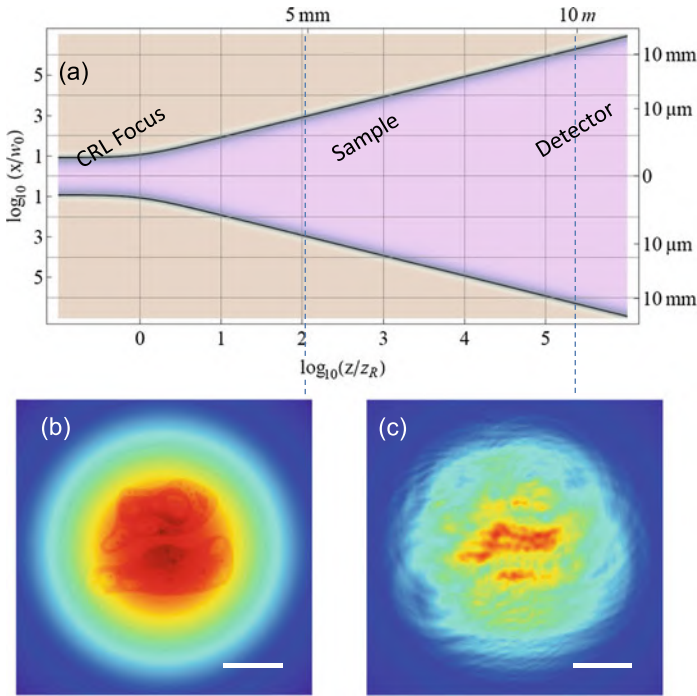 5 mm 10 m
(a)
log10 (x/w0)
5
3
1
1
3
5
CRL Focus
Sample
Detector
10 mm
10 μm
0
10 μm
10 mm
0 1 2 3 4 5
log10(z/zR)
(b)
(c)